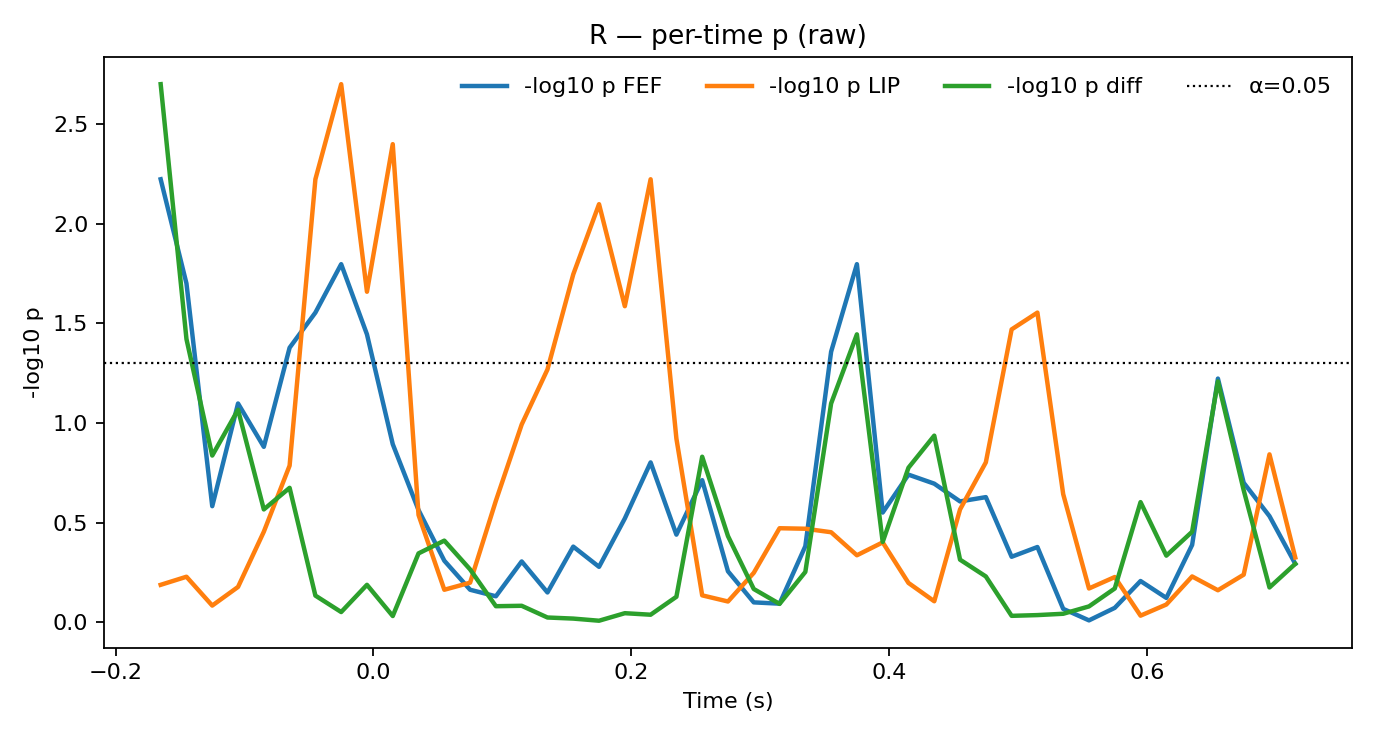 R — per-time p (raw)
-log10 p FEF
-log10 p LIP
-log10 p diff
α=0.05
-log10 p
2.5
2.0
1.5
1.0
0.5
0.0
−0.2
0.0
0.2
0.4
0.6
Time (s)